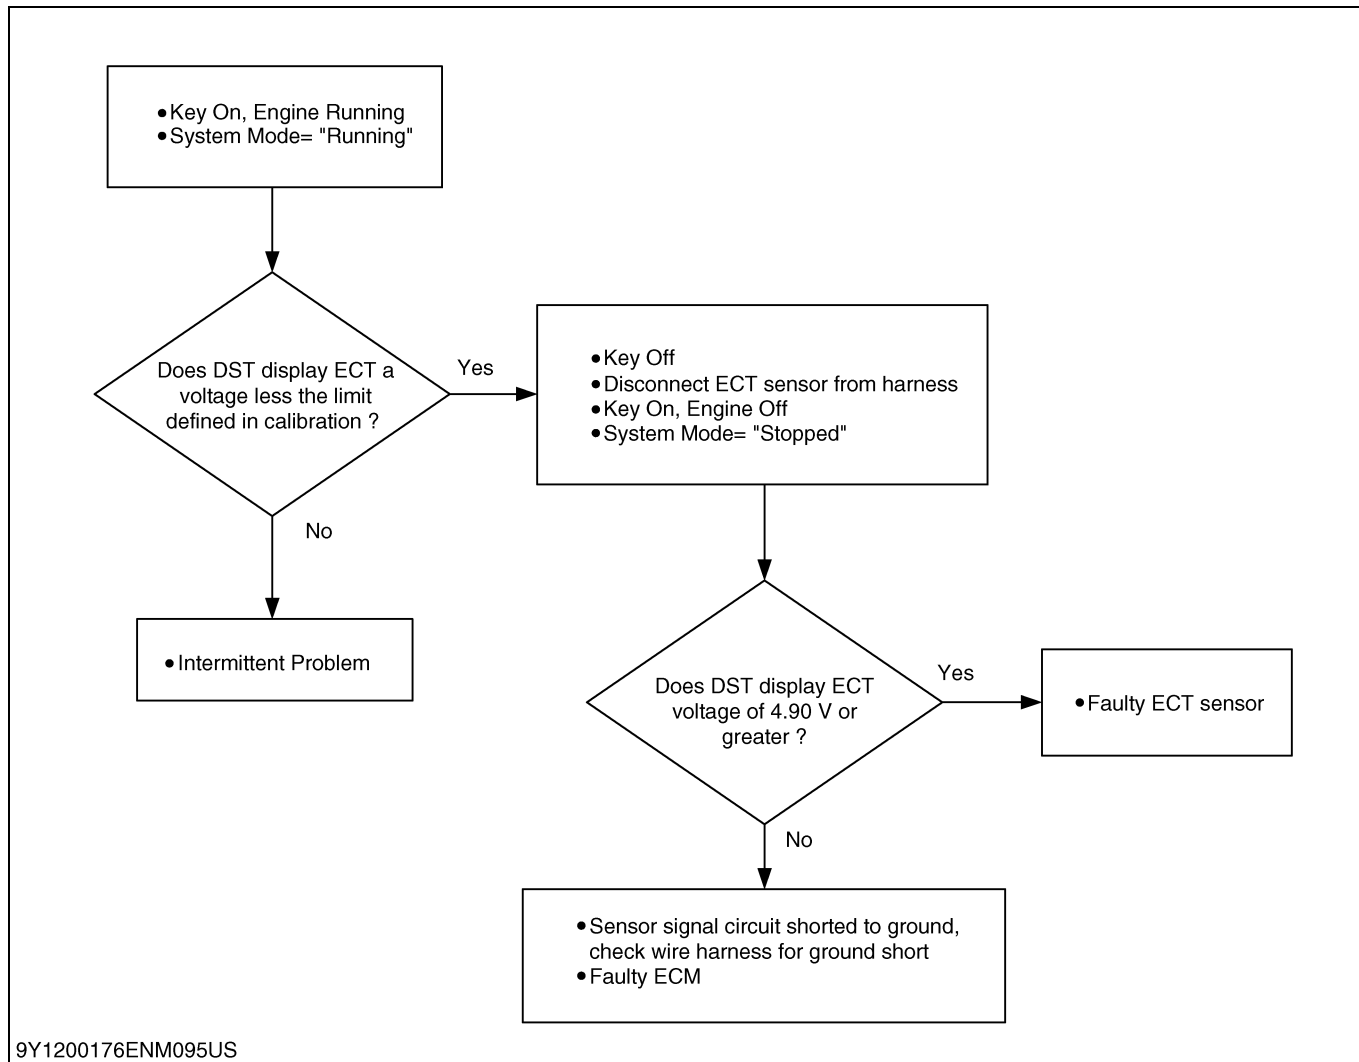 ●Key On, Engine Running
●System Mode= "Running"
Does DST display ECT a
voltage less the limit
defined in calibration ?
Yes
●Key Off
●Disconnect ECT sensor from harness
●Key On, Engine Off
●System Mode= "Stopped"
No
●Intermittent Problem
Does DST display ECT
voltage of 4.90 V or
greater ?
Yes
●Faulty ECT sensor
No
●Sensor signal circuit shorted to ground,
check wire harness for ground short
●Faulty ECM
9Y1200176ENM095US